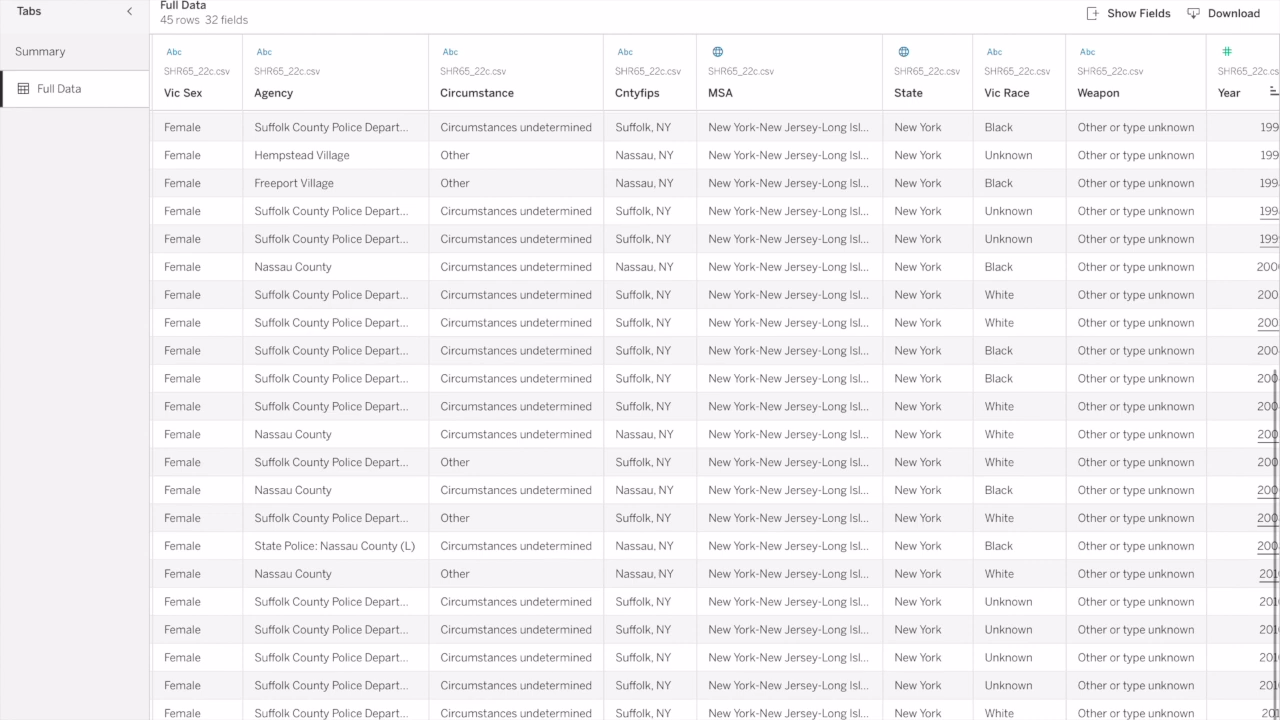 Tabs
Summary
Full Data
Full Data
45 rows 32 fields
Show Fields Download
Abc Abc Abc Abc Abc Abc #
SHR65_22c.csv SHR65_22c.csv SHR65_22c.csv SHR65_22c.csv SHR65_22c.csv SHR65_22c.csv SHR65_22c.csv SHR65_22c.csv SHR65_22c.cs
Vic Sex Agency Circumstance Cntyfips MSA State Vic Race Weapon Year
Female Suffolk County Police Depart... Circumstances undetermined Suffolk, NY New York-New Jersey-Long Isl... New York Black Other or type unknown 199
Female Hempstead Village Other Nassau, NY New York-New Jersey-Long Isl... New York Unknown Other or type unknown 199
Female Freeport Village Other Nassau, NY New York-New Jersey-Long Isl... New York Black Other or type unknown 199
Female Suffolk County Police Depart... Circumstances undetermined Suffolk, NY New York-New Jersey-Long Isl... New York Unknown Other or type unknown 199
Female Suffolk County Police Depart... Circumstances undetermined Suffolk, NY New York-New Jersey-Long Isl... New York Unknown Other or type unknown 199
Female Nassau County Circumstances undetermined Nassau, NY New York-New Jersey-Long Isl... New York Black Other or type unknown 200
Female Suffolk County Police Depart... Circumstances undetermined Suffolk, NY New York-New Jersey-Long Isl... New York White Other or type unknown 200
Female Suffolk County Police Depart... Circumstances undetermined Suffolk, NY New York-New Jersey-Long Isl... New York White Other or type unknown 200
Female Suffolk County Police Depart... Circumstances undetermined Suffolk, NY New York-New Jersey-Long Isl... New York Black Other or type unknown 200
Female Suffolk County Police Depart... Circumstances undetermined Suffolk, NY New York-New Jersey-Long Isl... New York Black Other or type unknown 200
Female Suffolk County Police Depart... Circumstances undetermined Suffolk, NY New York-New Jersey-Long Isl... New York White Other or type unknown 200
Female Nassau County Circumstances undetermined Nassau, NY New York-New Jersey-Long Isl... New York White Other or type unknown 200
Female Suffolk County Police Depart... Other Suffolk, NY New York-New Jersey-Long Isl... New York White Other or type unknown 200
Female Nassau County Circumstances undetermined Nassau, NY New York-New Jersey-Long Isl... New York Black Other or type unknown 200
Female Suffolk County Police Depart... Other Suffolk, NY New York-New Jersey-Long Isl... New York White Other or type unknown 200
Female State Police: Nassau County (L) Circumstances undetermined Nassau, NY New York-New Jersey-Long Isl... New York Black Other or type unknown 200
Female Nassau County Other Nassau, NY New York-New Jersey-Long Isl... New York White Other or type unknown 201
Female Suffolk County Police Depart... Circumstances undetermined Suffolk, NY New York-New Jersey-Long Isl... New York Unknown Other or type unknown 201
Female Suffolk County Police Depart... Circumstances undetermined Suffolk, NY New York-New Jersey-Long Isl... New York Unknown Other or type unknown 201
Female Suffolk County Police Depart... Circumstances undetermined Suffolk, NY New York-New Jersey-Long Isl... New York Unknown Other or type unknown 201
Female Suffolk County Police Depart... Circumstances undetermined Suffolk, NY New York-New Jersey-Long Isl... New York Unknown Other or type unknown 201
Female Suffolk County Police Depart... Circumstances undetermined Suffolk, NY New York-New Jersey-Long Isl... New York White Other or type unknown 201